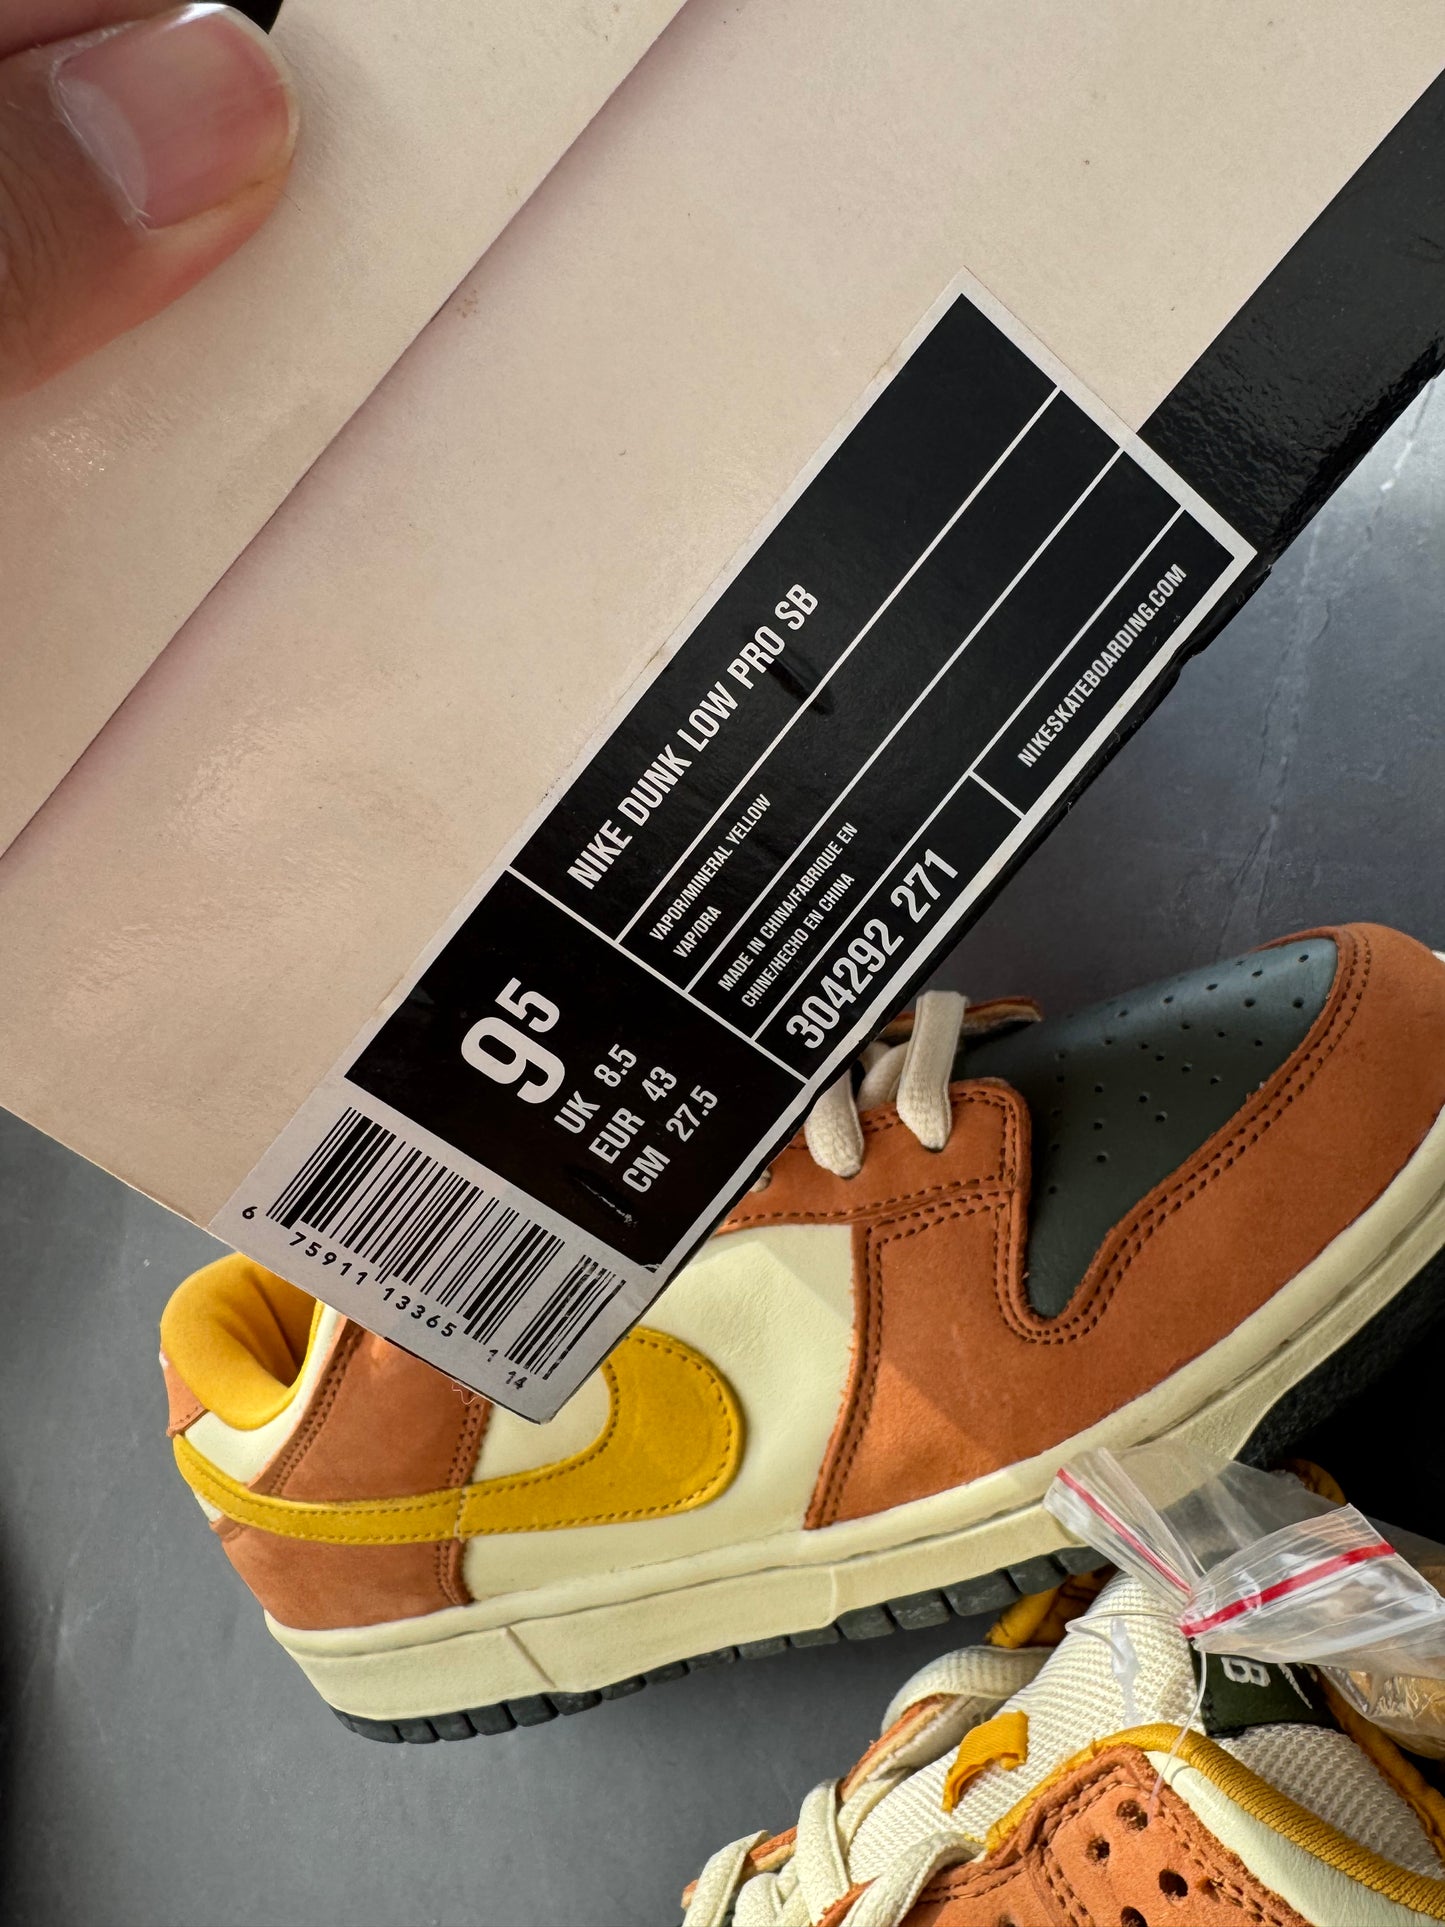 NIKE DUNK LOW PRO SB
VAPOR/MINERAL YELLOW
VAP/ORA
MADE IN CHINA/FABRIQUE EN
CHINE/HECHO EN CHINA
304292 271
NIKESKATEBOARDING.COM
95
UK 8.5
EUR 43
CM 27.5
6 75911 13365 1 14
B